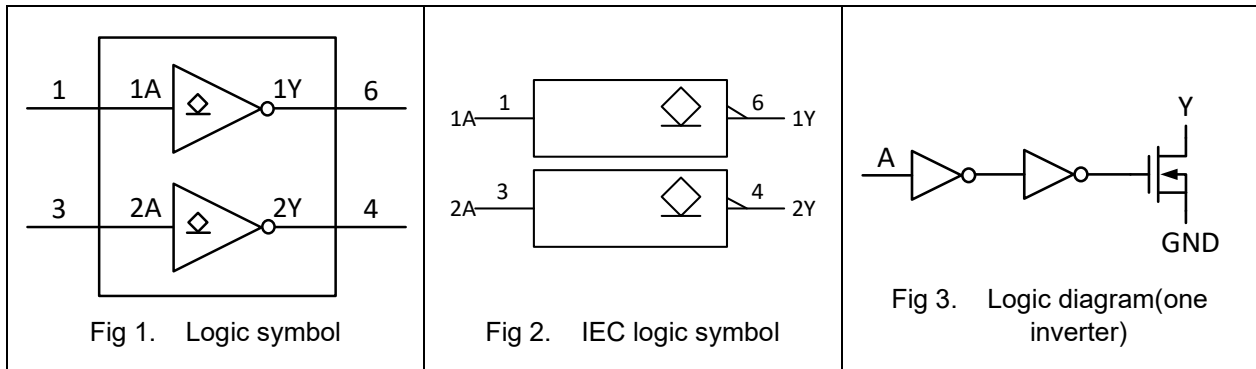 1 1A 1Y 6
3 2A 2Y 4
Fig 1. Logic symbol
1A 1 6 1Y
2A 3 4 2Y
Fig 2. IEC logic symbol
Y
A
GND
Fig 3. Logic diagram(one
inverter)